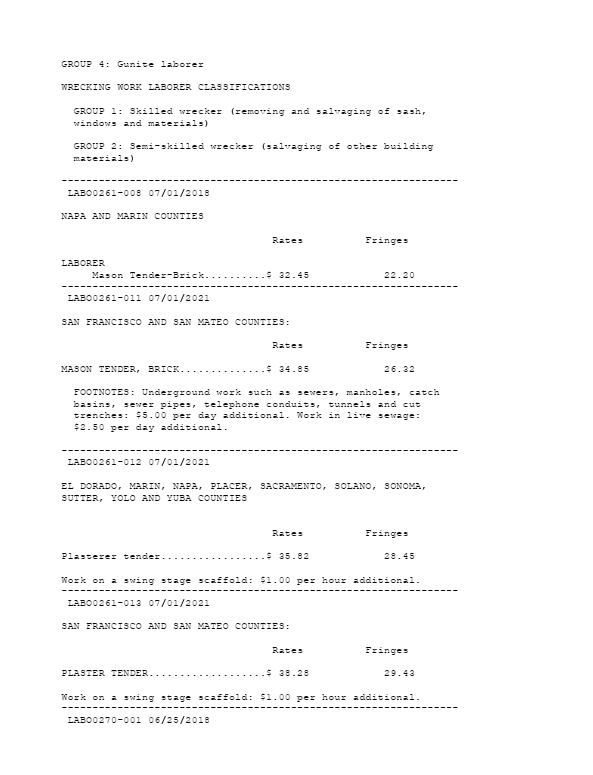 GROUP 4: Gunite laborer
WRECKING WORK LABORER CLASSIFICATIONS
GROUP 1: Skilled wrecker (removing and salvaging of sash,
windows and materials)
GROUP 2: Semi-skilled wrecker (salvaging of other building
materials)
----------------------------------------------------------------
LABO0261-008 07/01/2018
NAPA AND MARIN COUNTIES
Rates Fringes
LABORER
Mason Tender-Brick..........$ 32.45 22.20
----------------------------------------------------------------
LABO0261-011 07/01/2021
SAN FRANCISCO AND SAN MATEO COUNTIES:
Rates Fringes
MASON TENDER, BRICK..............$ 34.85 26.32
FOOTNOTES: Underground work such as sewers, manholes, catch
basins, sewer pipes, telephone conduits, tunnels and cut
trenches: $5.00 per day additional. Work in live sewage:
$2.50 per day additional.
----------------------------------------------------------------
LABO0261-012 07/01/2021
EL DORADO, MARIN, NAPA, PLACER, SACRAMENTO, SOLANO, SONOMA,
SUTTER, YOLO AND YUBA COUNTIES
Rates Fringes
Plasterer tender.................$ 35.82 28.45
Work on a swing stage scaffold: $1.00 per hour additional.
----------------------------------------------------------------
LABO0261-013 07/01/2021
SAN FRANCISCO AND SAN MATEO COUNTIES:
Rates Fringes
PLASTER TENDER...................$ 38.28 29.43
Work on a swing stage scaffold: $1.00 per hour additional.
----------------------------------------------------------------
LABO0270-001 06/25/2018